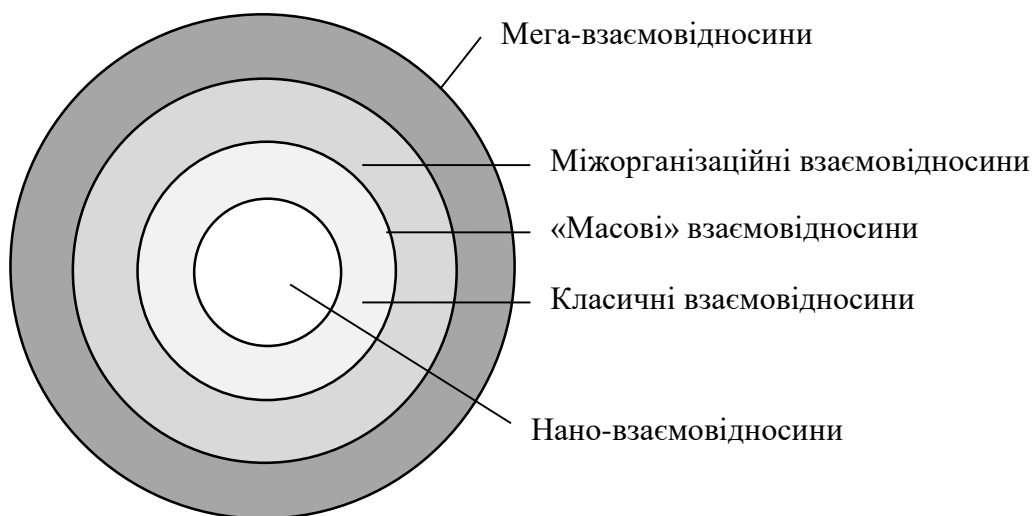 Мега-взаємовідносини
Міжорганізаційні взаємовідносини
«Масові» взаємовідносини
Класичні взаємовідносини
Нано-взаємовідносини